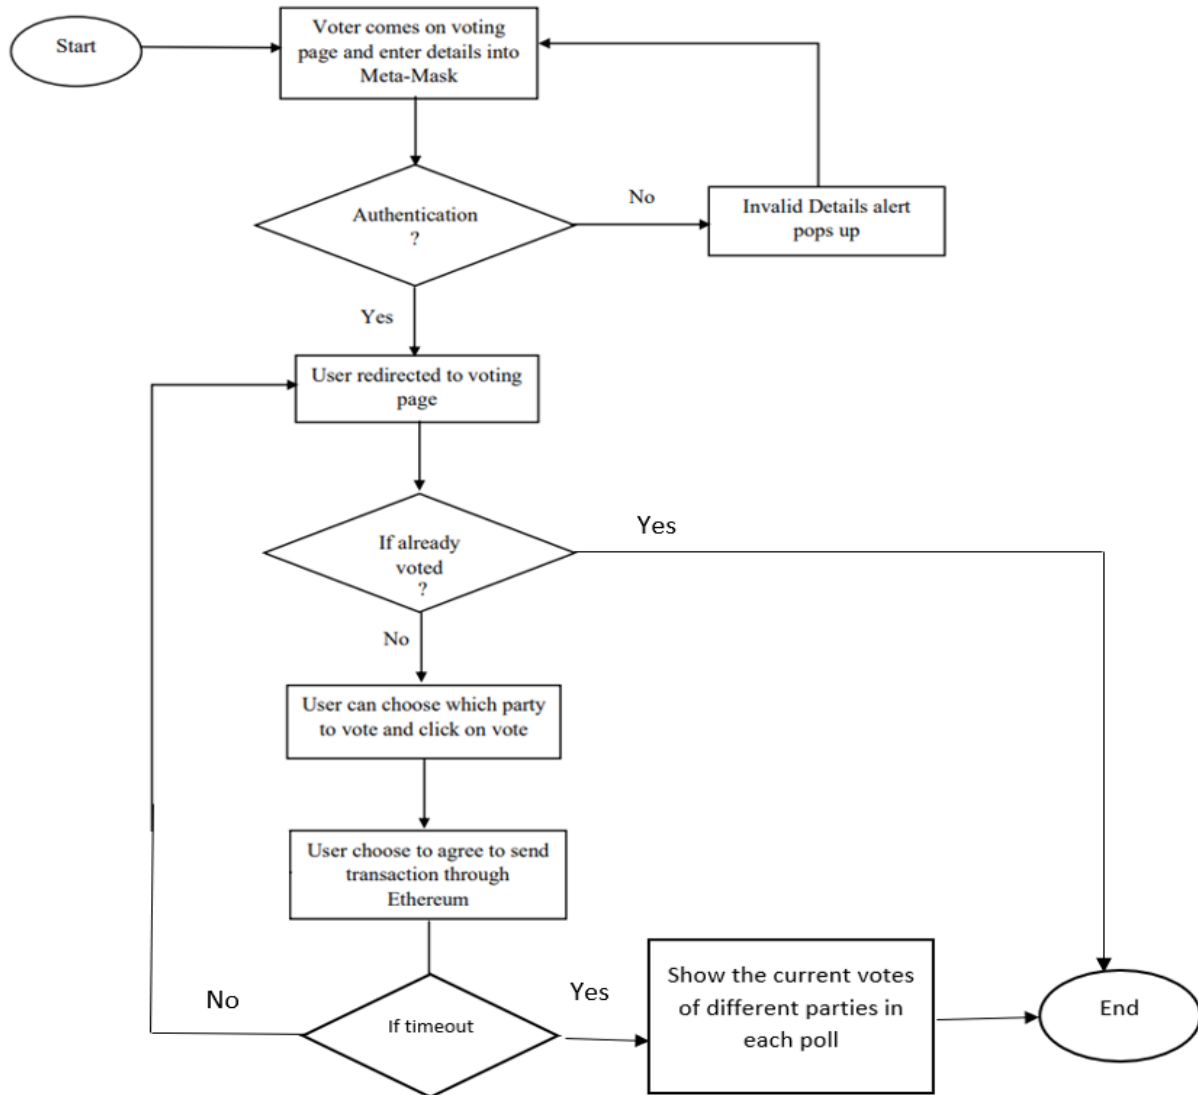 Start
Voter comes on voting
page and enter details into
Meta-Mask
Authentication
?
No
Invalid Details alert
pops up
Yes
User redirected to voting
page
If already
voted
?
Yes
No
User can choose which party
to vote and click on vote
User choose to agree to send
transaction through
Ethereum
If timeout
No
Yes
Show the current votes
of different parties in
each poll
End